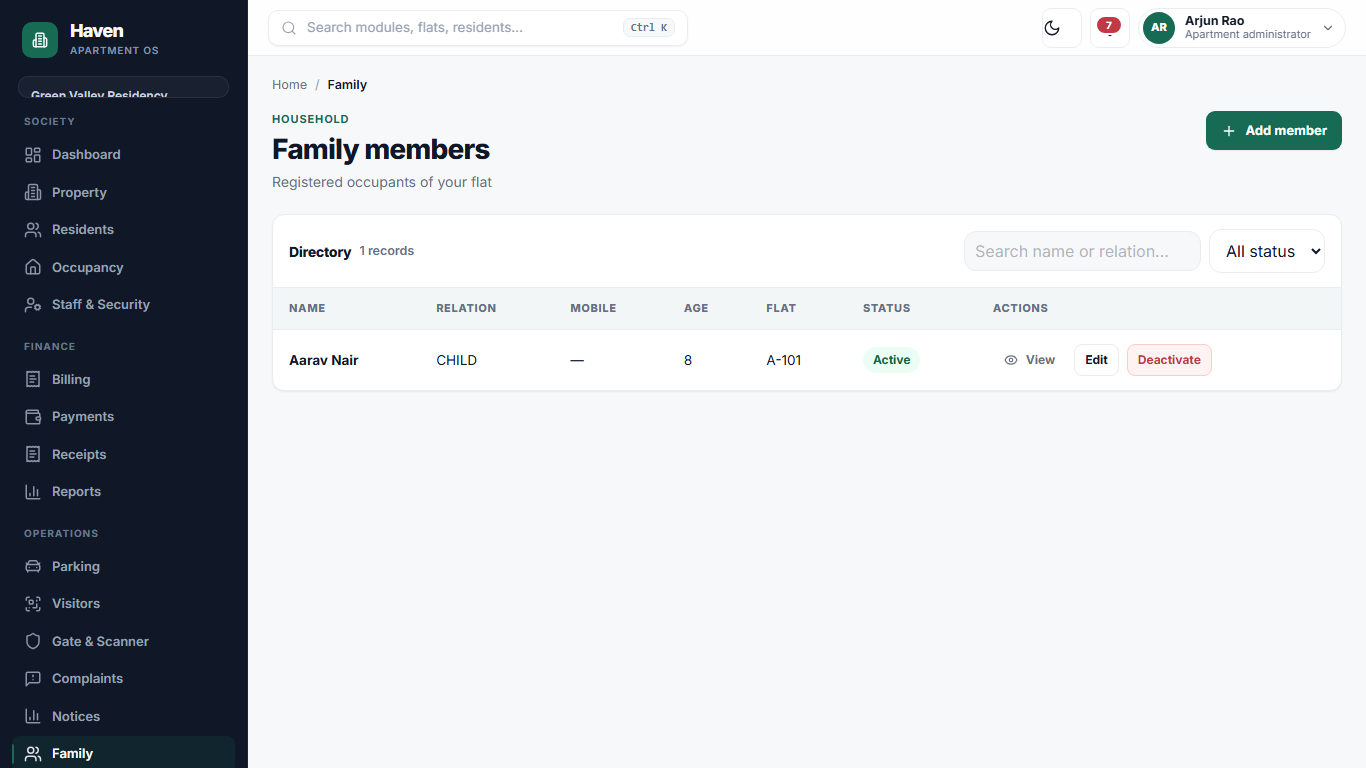 Haven
APARTMENT OS
Green Valley Residency
SOCIETY
Dashboard
Property
Residents
Occupancy
Staff & Security
FINANCE
Billing
Payments
Receipts
Reports
OPERATIONS
Parking
Visitors
Gate & Scanner
Complaints
Notices
Family
Search modules, flats, residents... Ctrl K
7
AR
Arjun Rao
Apartment administrator
Home / Family
HOUSEHOLD
Family members
Registered occupants of your flat
+ Add member
Directory 1 records
Search name or relation...
All status
NAME RELATION MOBILE AGE FLAT STATUS ACTIONS
Aarav Nair CHILD — 8 A-101 Active View Edit Deactivate